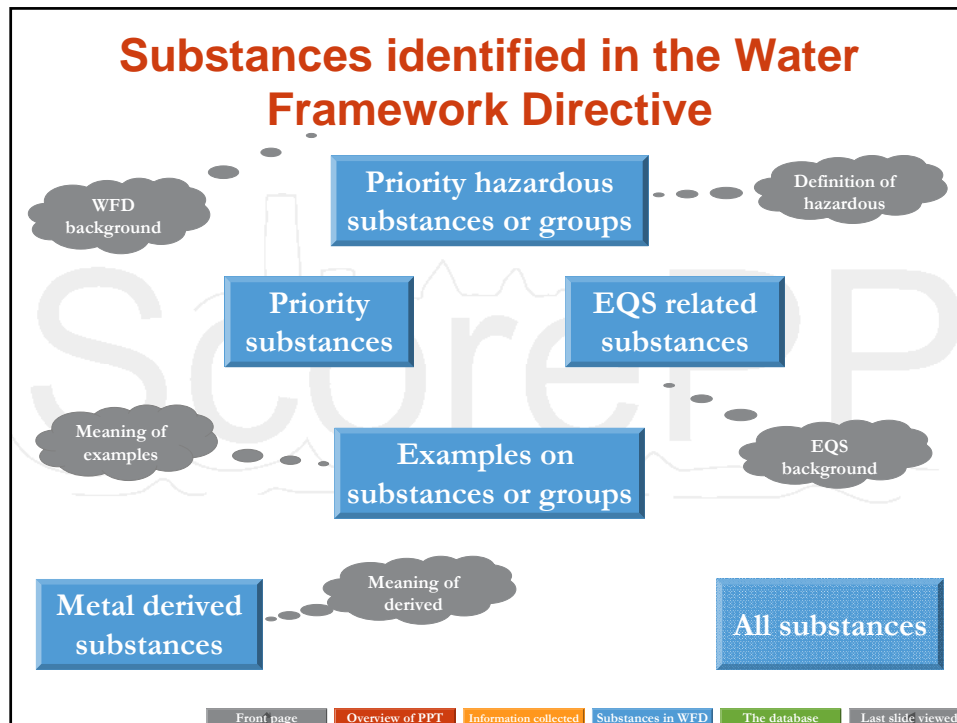 Substances identified in the Water
Framework Directive
WFD
background
Priority hazardous
substances or groups
Definition of
hazardous
Priority
substances
EQS related
substances
ScorePP
Meaning of
examples
Examples on
substances or groups
EQS
background
Metal derived
substances
Meaning of
derived
All substances
Front page
Overview of PPT
Information collected
Substances in WFD
The database
Last slide viewed